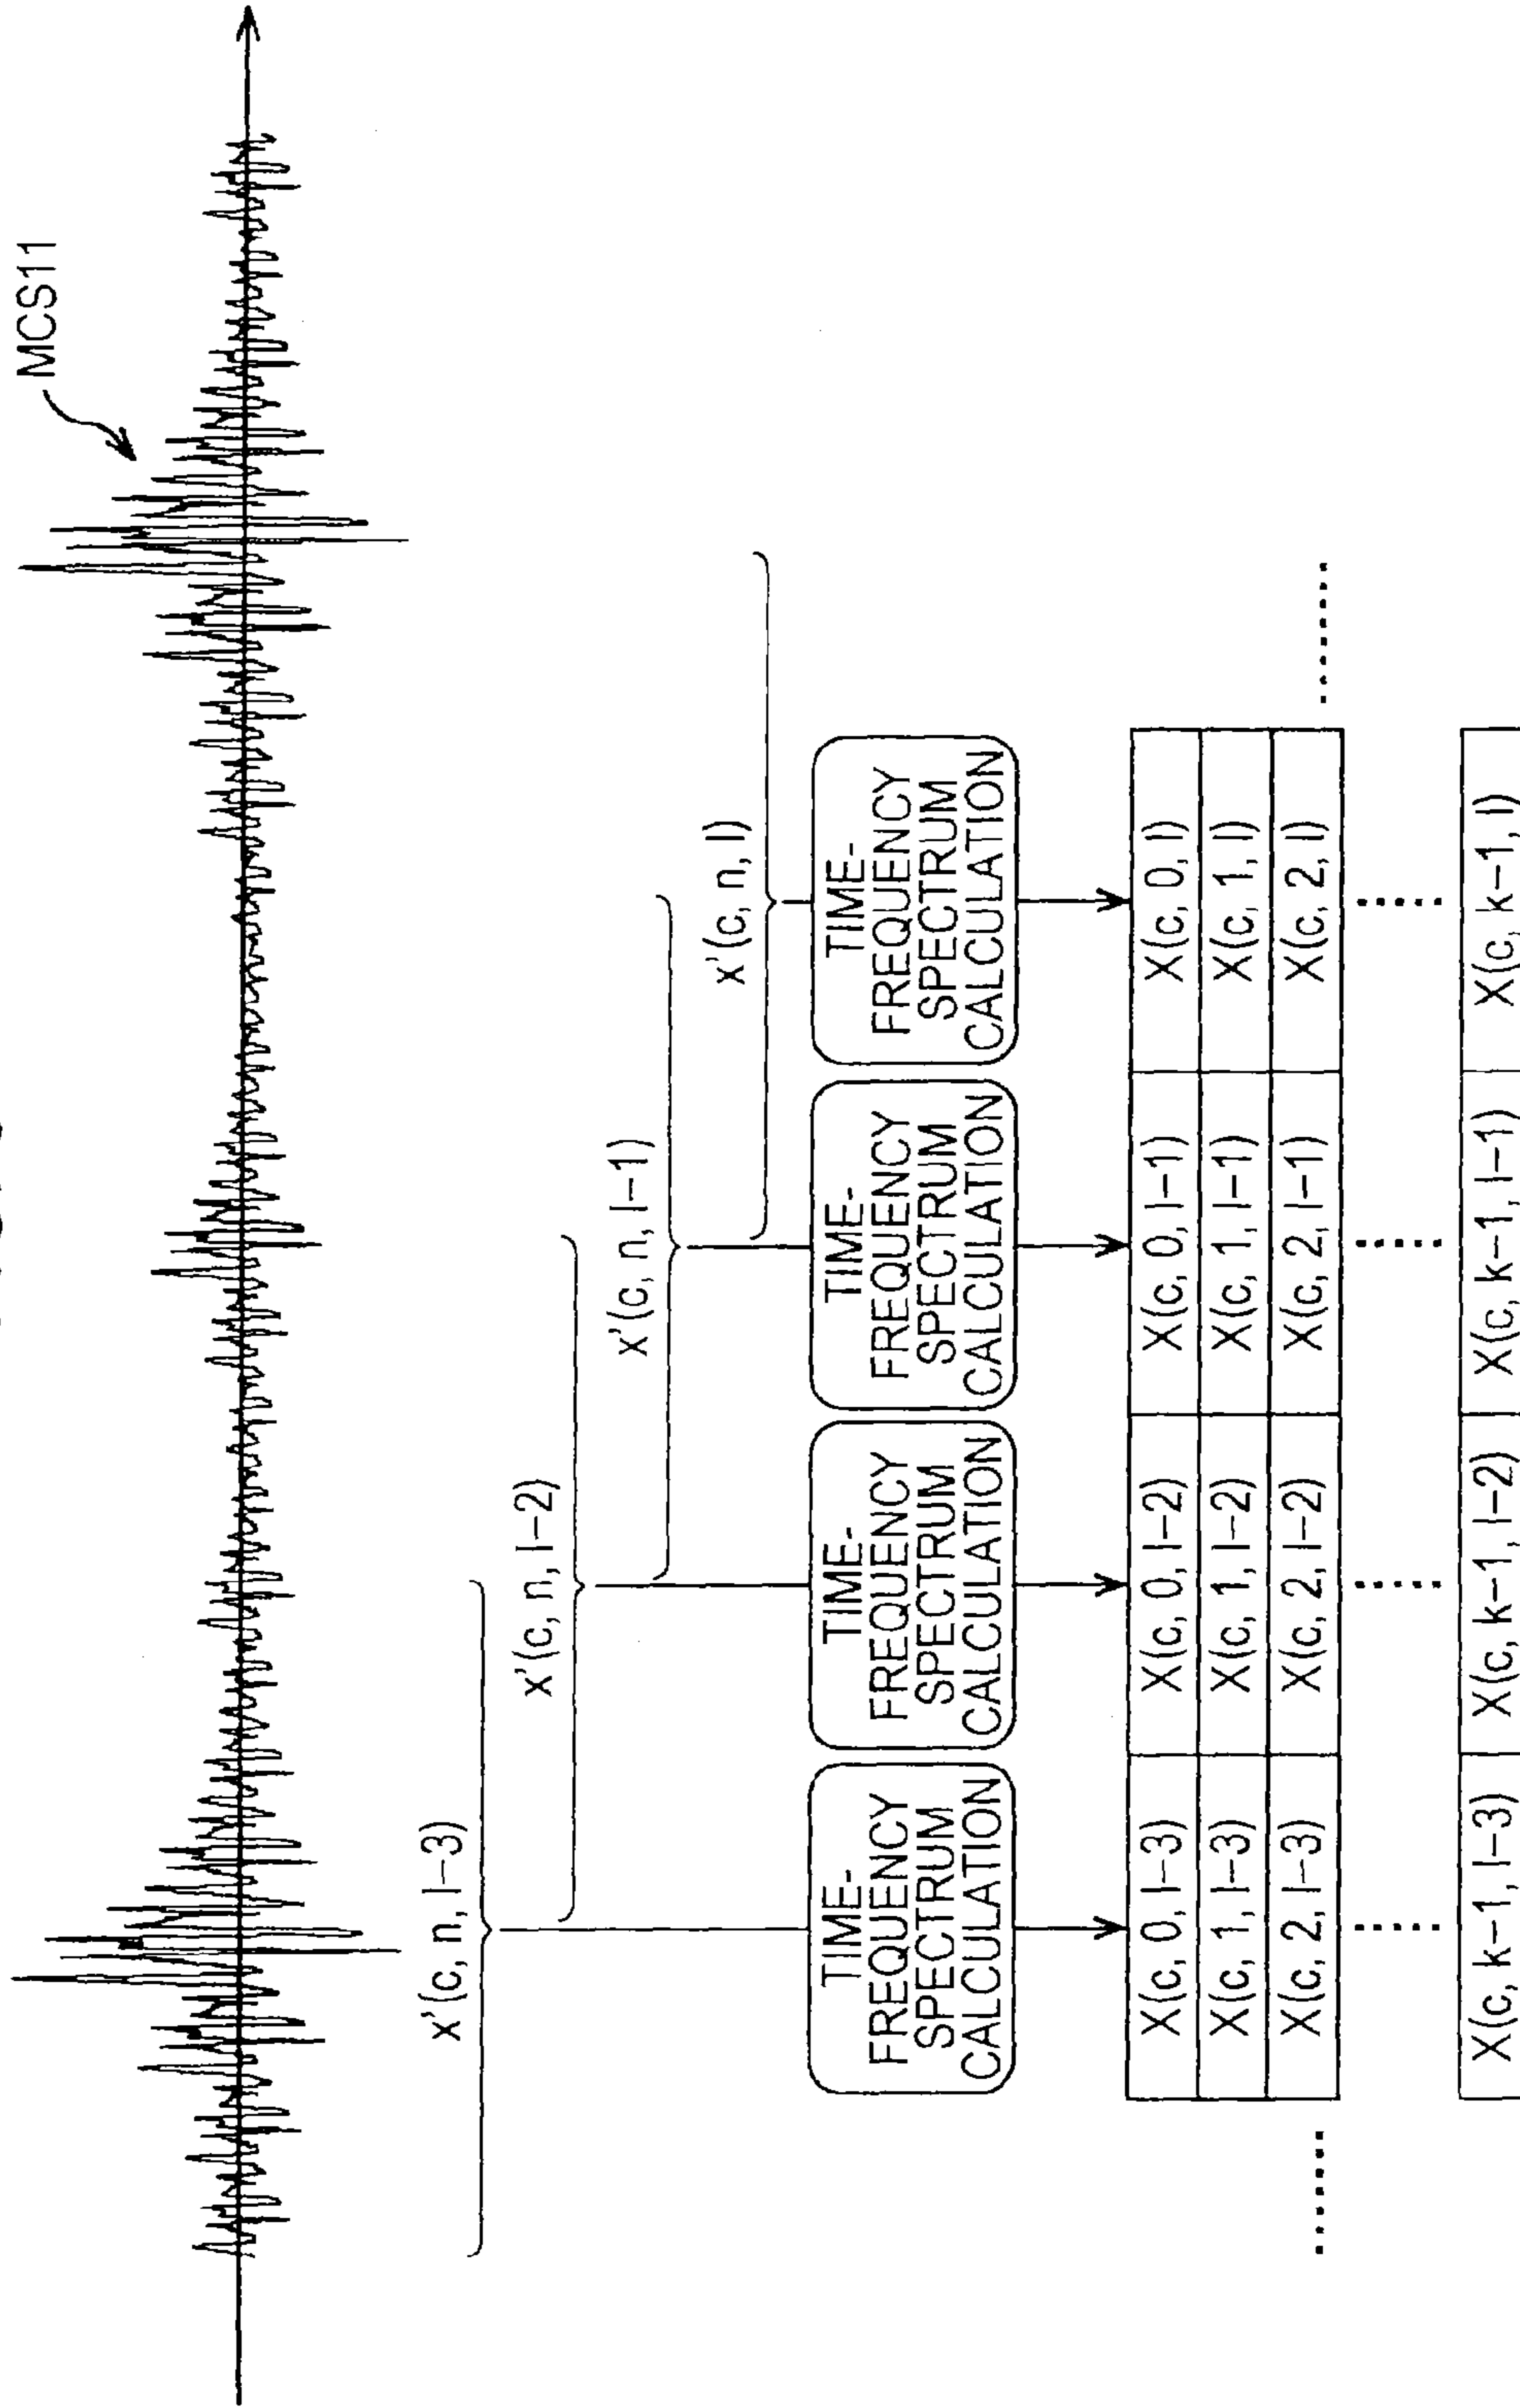 MCS11
x'(c, n, l-3)
x'(c, n, l-2)
x'(c, n, l-1)
x'(c, n, l)
TIME-
FREQUENCY
SPECTRUM
CALCULATION
TIME-
FREQUENCY
SPECTRUM
CALCULATION
TIME-
FREQUENCY
SPECTRUM
CALCULATION
TIME-
FREQUENCY
SPECTRUM
CALCULATION
X(c, 0, l-3) X(c, 0, l-2) X(c, 0, l-1) X(c, 0, l)
X(c, 1, l-3) X(c, 1, l-2) X(c, 1, l-1) X(c, 1, l)
X(c, 2, l-3) X(c, 2, l-2) X(c, 2, l-1) X(c, 2, l)
X(c, k-1, l-3) X(c, k-1, l-2) X(c, k-1, l-1) X(c, k-1, l)